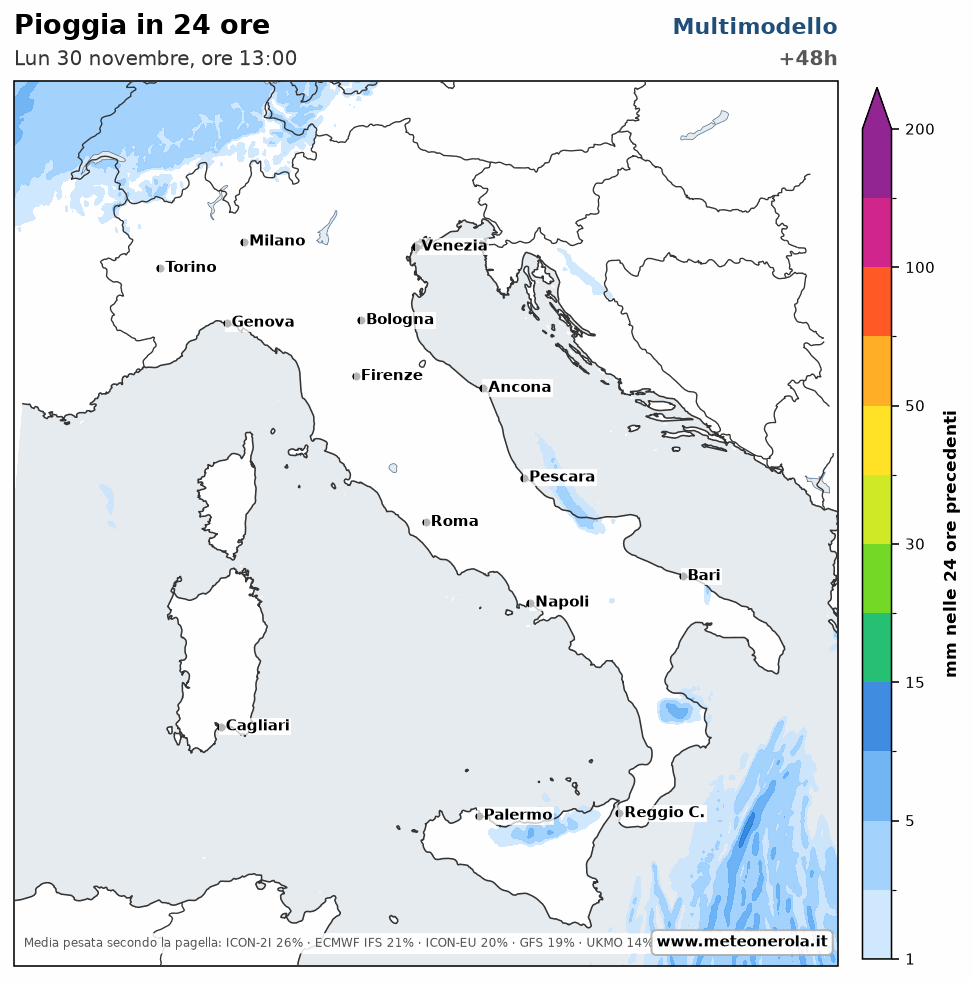 Pioggia in 24 ore
Multimodello
Lun 30 novembre, ore 13:00
+48h
200
100
50
30
15
5
1
mm nelle 24 ore precedenti
Milano
Venezia
Torino
Genova
Bologna
Firenze
Ancona
Pescara
Roma
Bari
Napoli
Cagliari
Palermo
Reggio C.
Media pesata secondo la pagella: ICON-2I 26% · ECMWF IFS 21% · ICON-EU 20% · GFS 19% · UKMO 14%
www.meteonerola.it